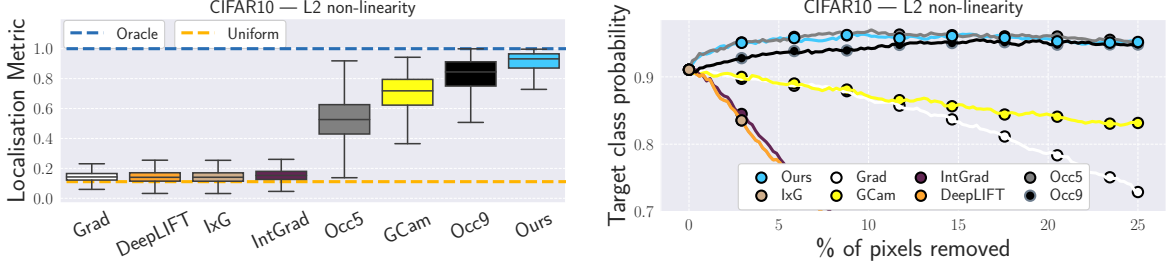 CIFAR10 — L2 non-linearity
Localisation Metric
Oracle
Uniform
1.0
0.8
0.6
0.4
0.2
0.0
Grad
DeepLIFT
IxG
IntGrad
Occ5
GCam
Occ9
Ours
CIFAR10 — L2 non-linearity
Target class probability
0.9
0.8
0.7
Ours
Grad
IntGrad
Occ5
IxG
GCam
DeepLIFT
Occ9
0
5
10
15
20
25
% of pixels removed